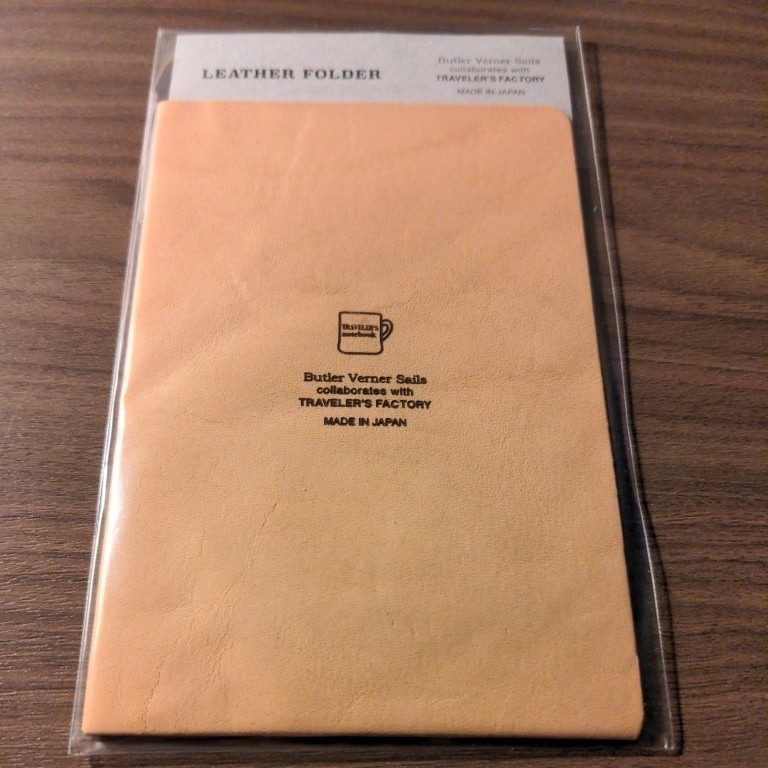 LEATHER FOLDER
Butler Verner Sails
collaborates with
TRAVELER'S FACTORY
MADE IN JAPAN
TRAVELER'S
notebook
Butler Verner Sails
collaborates with
TRAVELER'S FACTORY
MADE IN JAPAN